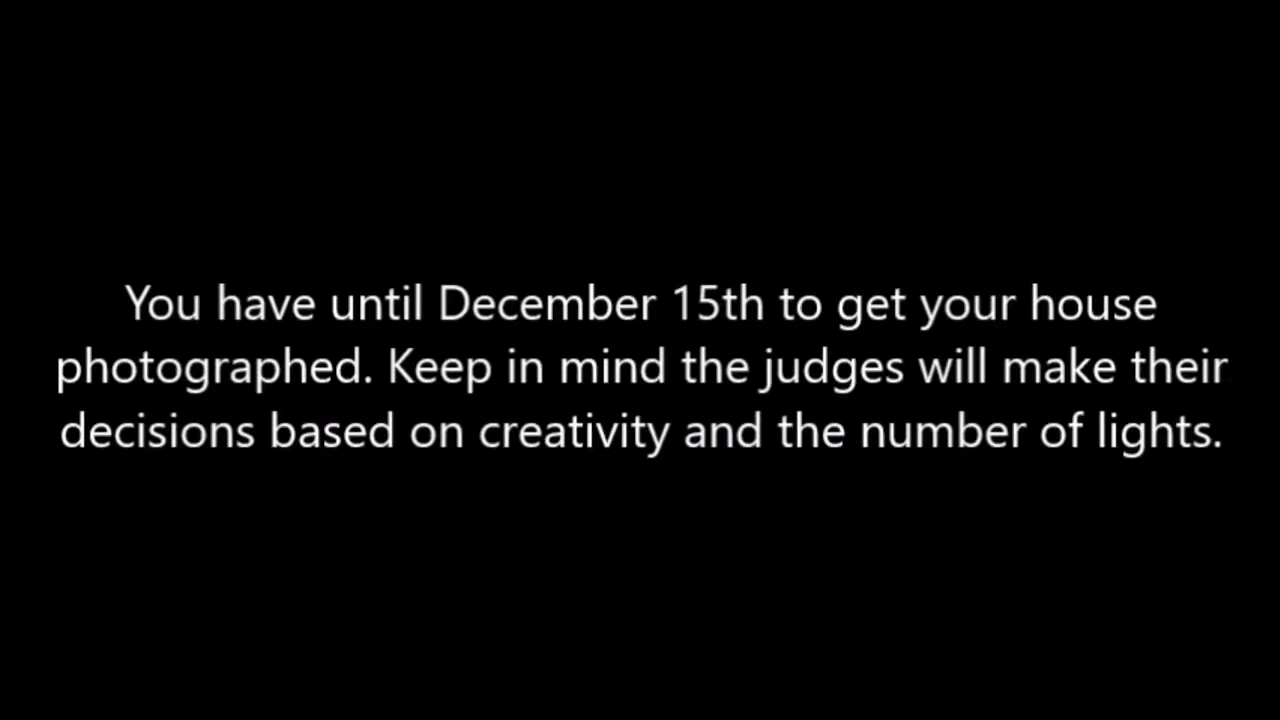 You have until December 15th to get your house
photographed. Keep in mind the judges will make their
decisions based on creativity and the number of lights.